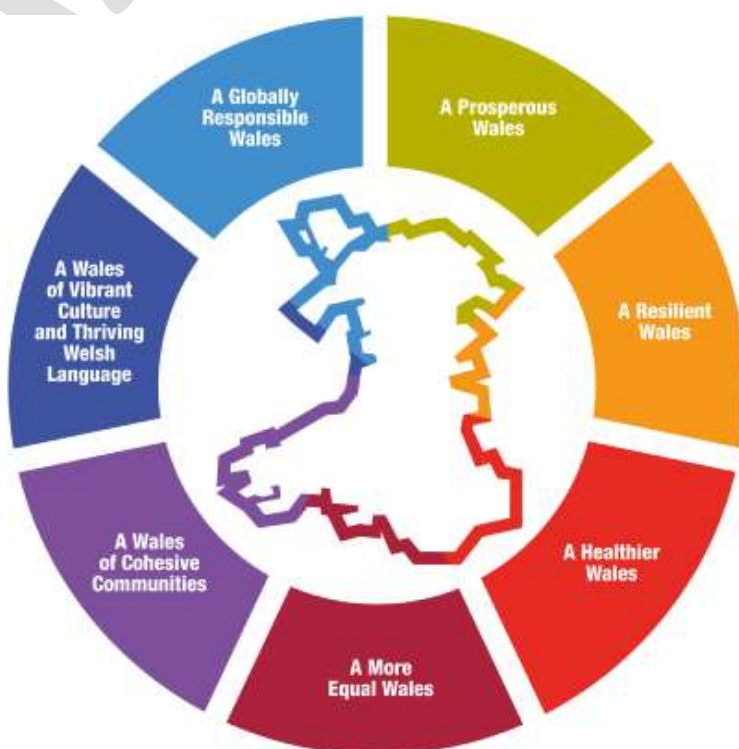 A Globally
Responsible
Wales
A Prosperous
Wales
A Resilient
Wales
A Healthier
Wales
A More
Equal Wales
A Wales
of Cohesive
Communities
A Wales
of Vibrant
Culture
and Thriving
Welsh
Language